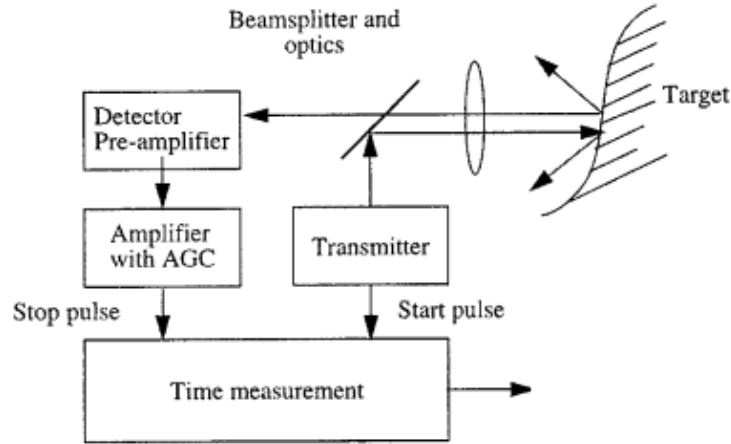 Beamsplitter and
optics
Target
Detector
Pre-amplifier
Amplifier
with AGC
Transmitter
Stop pulse
Start pulse
Time measurement